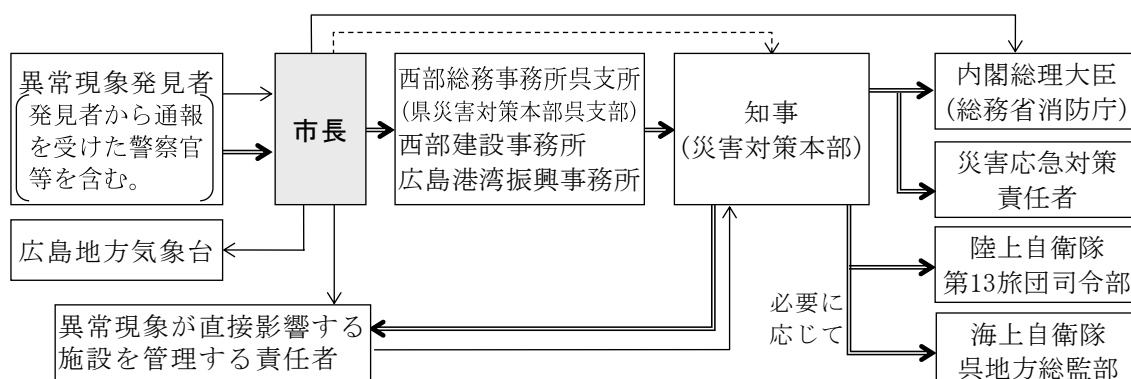 異常現象発見者
発見者から通報
を受けた警察官
等を含む。
市長
西部総務事務所呉支所
(県災害対策本部呉支部)
西部建設事務所
広島港湾振興事務所
知事
(災害対策本部)
内閣総理大臣
(総務省消防庁)
災害応急対策
責任者
広島地方気象台
陸上自衛隊
第13旅団司令部
必要に
応じて
異常現象が直接影響する
施設を管理する責任者
海上自衛隊
呉地方総監部